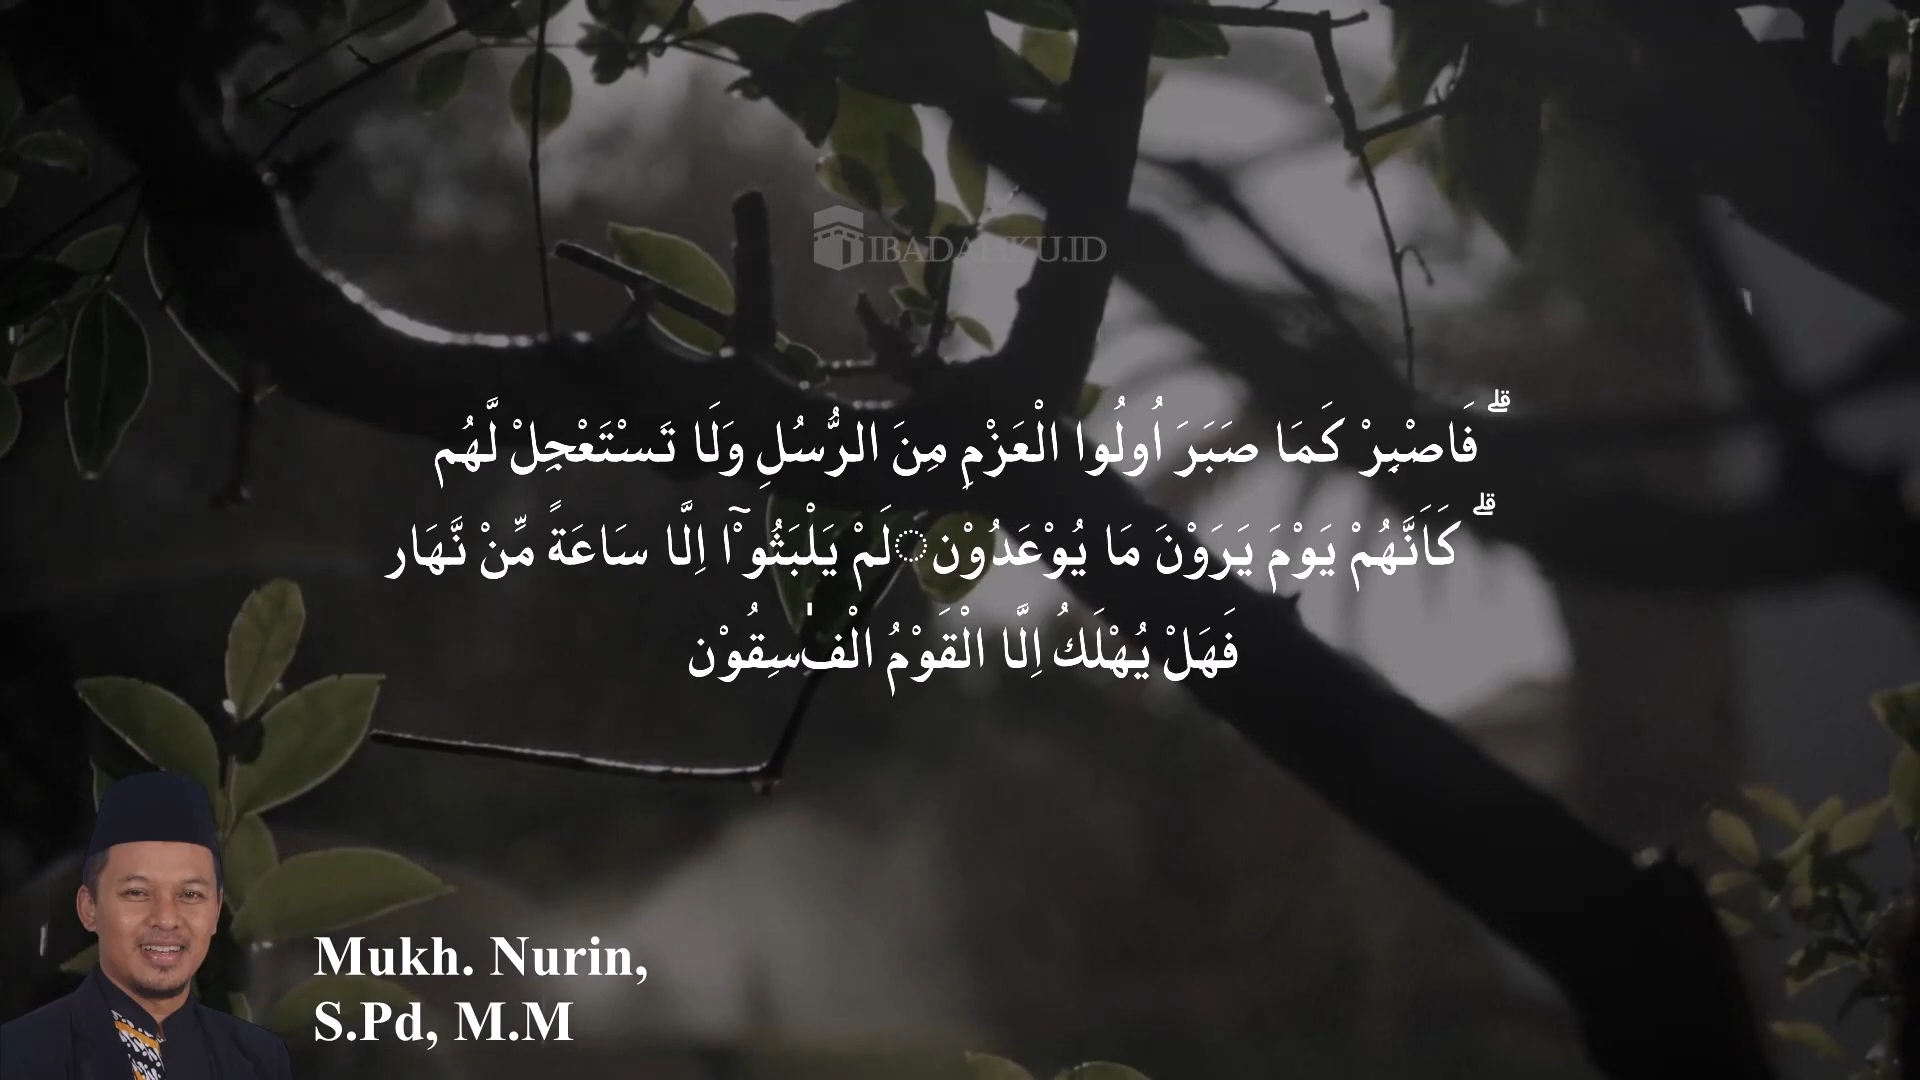 IBADAHKU.ID
فَاصْبِرْ كَمَا صَبَرَ اُولُوا الْعَزْمِ مِنَ الرُّسُلِ وَلَا تَسْتَعْجِلْ لَّهُم ۗ
كَاَنَّهُمْ يَوْمَ يَرَوْنَ مَا يُوْعَدُوْن ◌لَمْ يَلْبَثُوْٓا اِلَّا سَاعَةً مِّنْ نَّهَار ۗ
فَهَلْ يُهْلَكُ اِلَّا الْقَوْمُ الْفٰسِقُوْن
Mukh. Nurin,
S.Pd, M.M